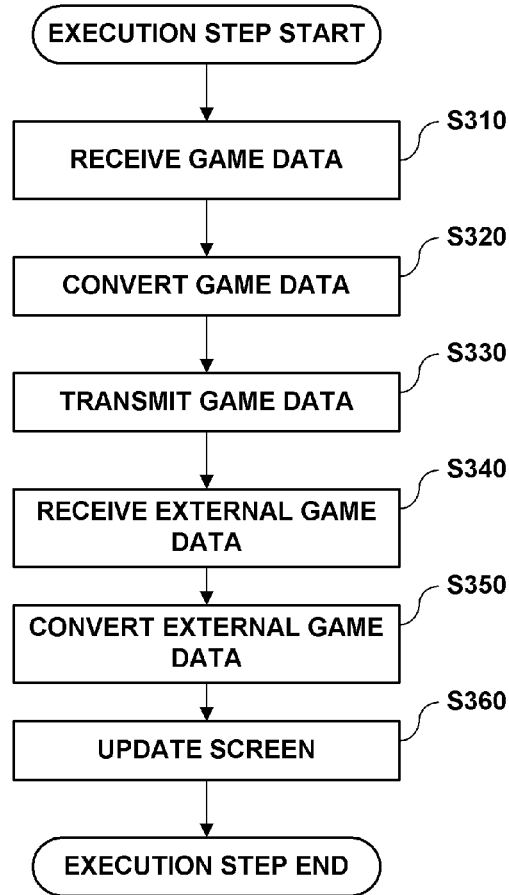 EXECUTION STEP START
S310
RECEIVE GAME DATA
S320
CONVERT GAME DATA
S330
TRANSMIT GAME DATA
S340
RECEIVE EXTERNAL GAME
DATA
S350
CONVERT EXTERNAL GAME
DATA
S360
UPDATE SCREEN
EXECUTION STEP END